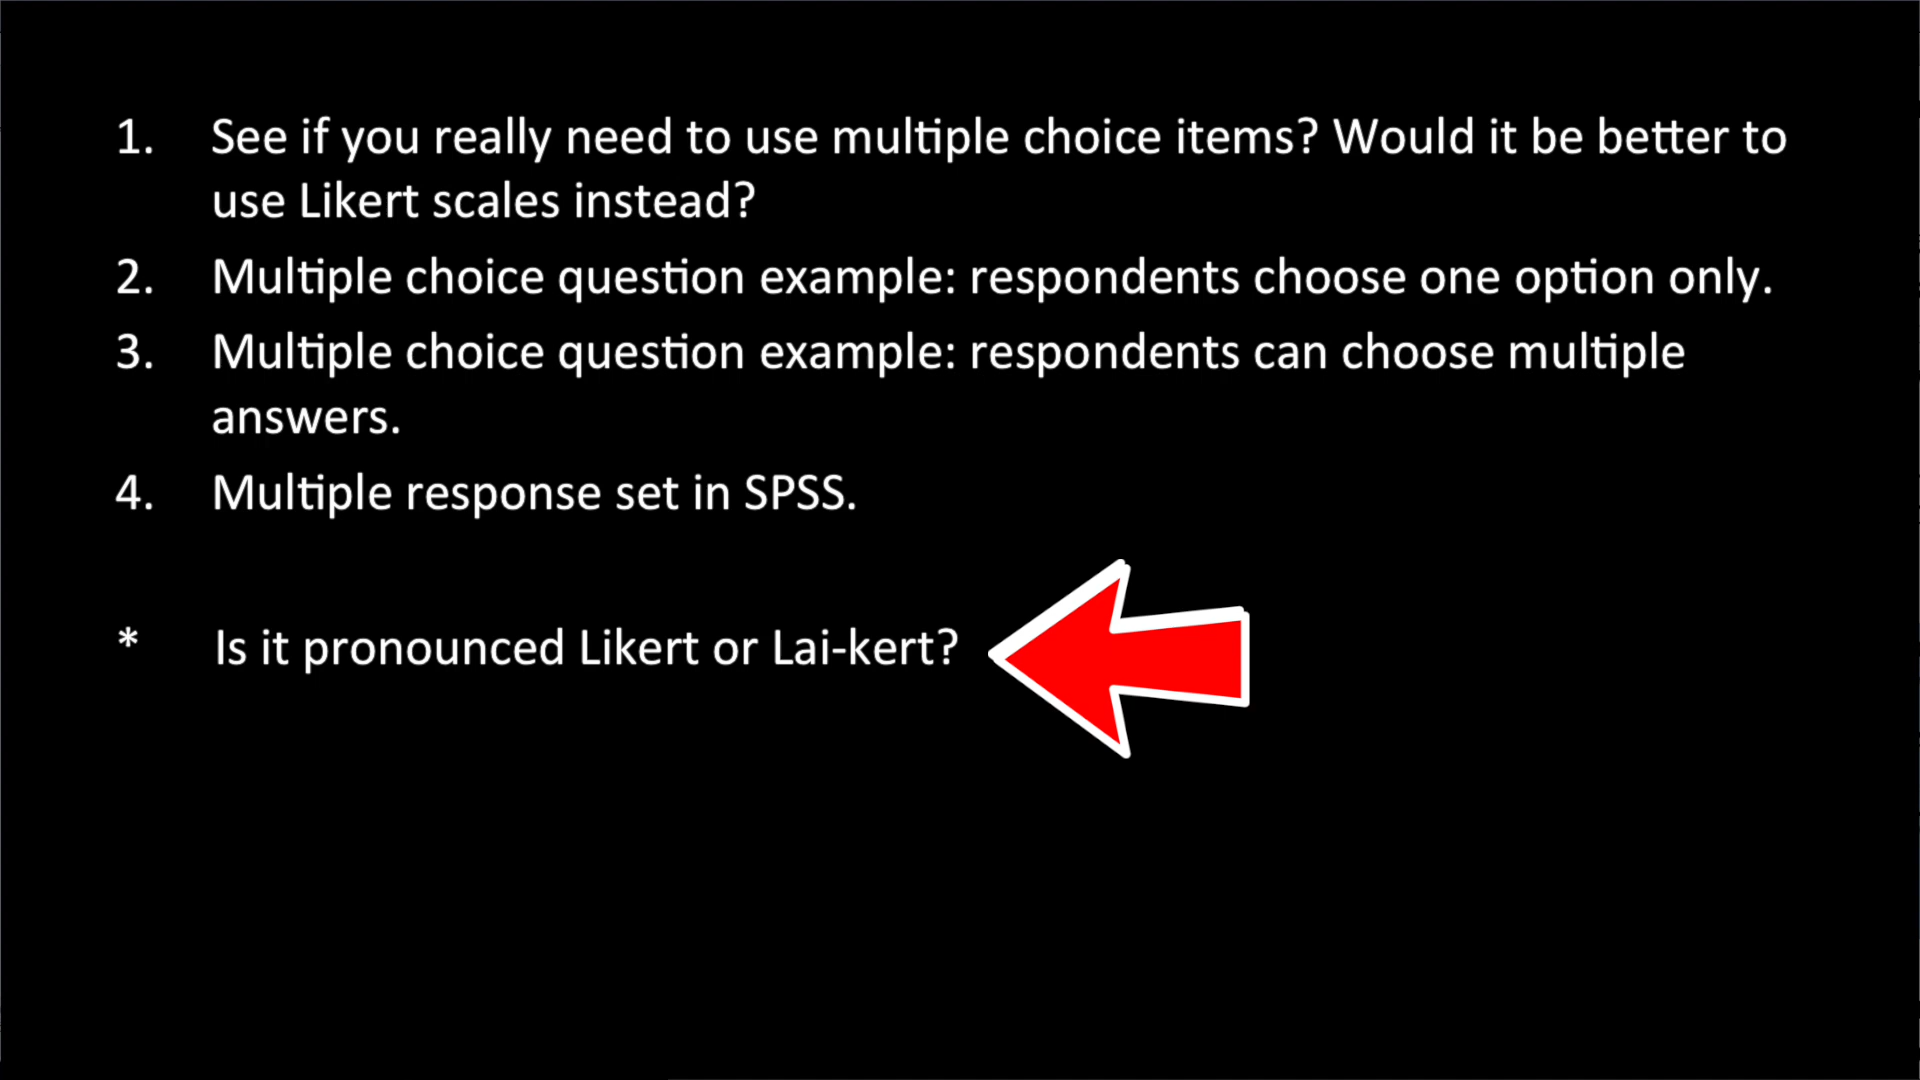 1. See if you really need to use multiple choice items? Would it be better to
use Likert scales instead?
2. Multiple choice question example: respondents choose one option only.
3. Multiple choice question example: respondents can choose multiple
answers.
4. Multiple response set in SPSS.
* Is it pronounced Likert or Lai-kert?